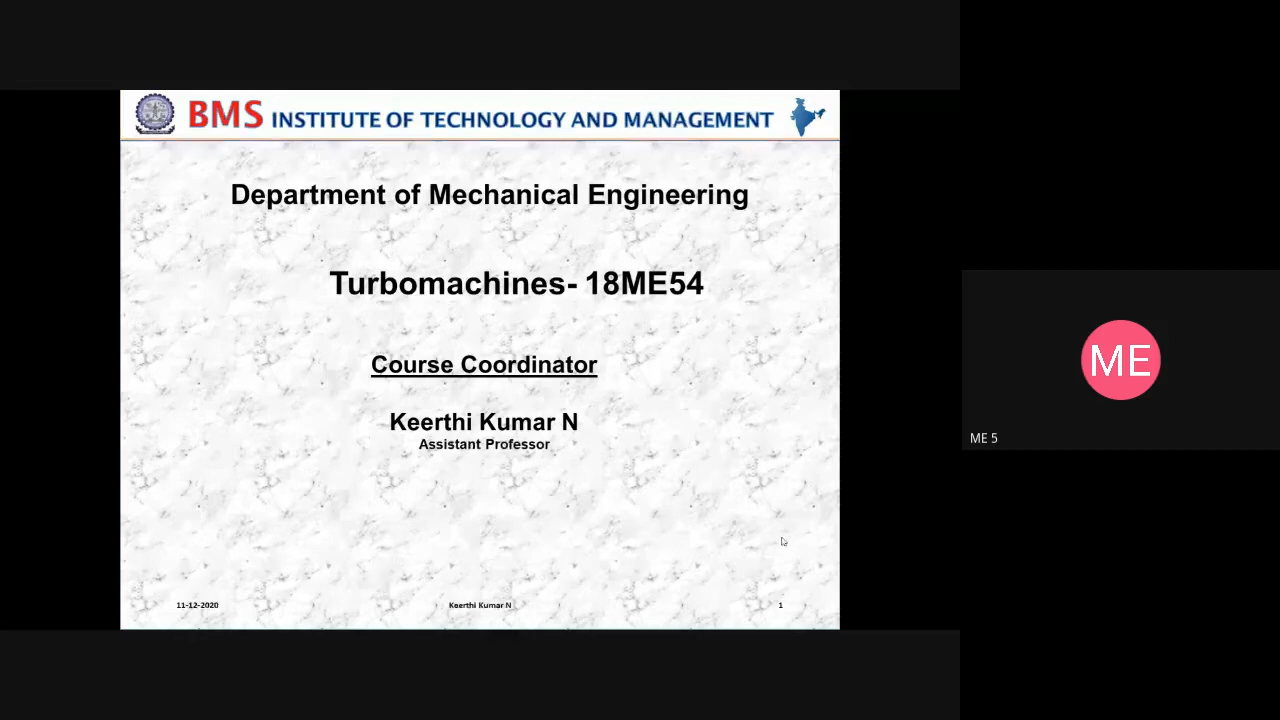 BMS INSTITUTE OF TECHNOLOGY AND MANAGEMENT
Department of Mechanical Engineering
Turbomachines- 18ME54
Course Coordinator
Keerthi Kumar N
Assistant Professor
11-12-2020
Keerthi Kumar N
1
ME
ME 5